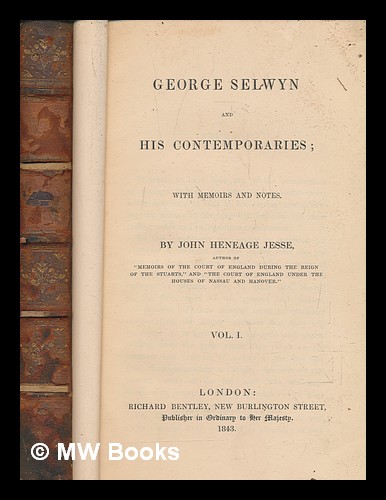 GEORGE SELWYN
AND
HIS CONTEMPORARIES;
WITH MEMOIRS AND NOTES.
BY JOHN HENEAGE JESSE,
AUTHOR OF
"MEMOIRS OF THE COURT OF ENGLAND DURING THE REIGN
OF THE STUARTS," AND "THE COURT OF ENGLAND UNDER THE
HOUSES OF NASSAU AND HANOVER."
VOL. I.
LONDON:
RICHARD BENTLEY, NEW BURLINGTON STREET,
Publisher in Ordinary to Her Majesty.
1843.
© MW Books